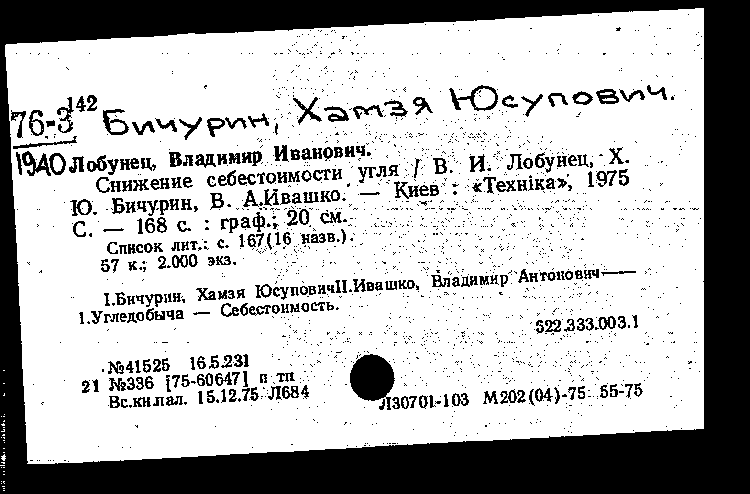 142
76-3 Бичурин, Хамзя Юсупович.
1940 Лобунец, Владимир Иванович.
Снижение себестоимости угля / В. И. Лобунец, Х.
Ю. Бичурин, В. А.Ивашко. — Киев : «Технiка», 1975
С. — 168 с. : граф.; 20 см.
Список лит.: с. 167(16 назв.).
57 к.; 2.000 экз.
I.Бичурин, Хамзя ЮсуповичII.Ивашко, Владимир Антонович——
1.Угледобыча — Себестоимость.
622.333.003.1
№41525 16.5.231
21 №336 [75-60647] п тп
Вс.кн.пал. 15.12.75 Л684
Л30701-103 М202(04)-75 55-75